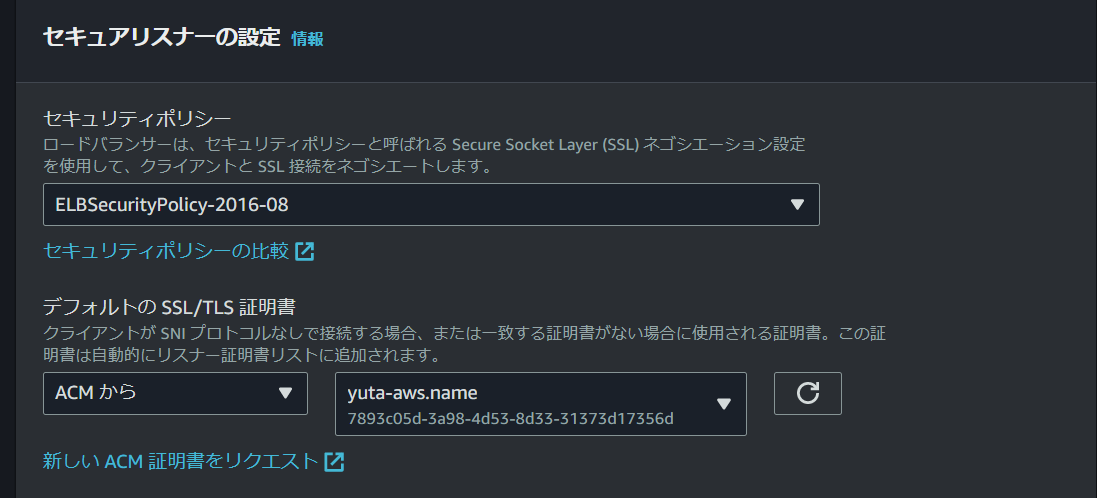 セキュアリスナーの設定 情報
セキュリティポリシー
ロードバランサーは、セキュリティポリシーと呼ばれる Secure Socket Layer (SSL) ネゴシエーション設定
を使用して、クライアントと SSL 接続をネゴシエートします。
ELBSecurityPolicy-2016-08
セキュリティポリシーの比較
デフォルトの SSL/TLS 証明書
クライアントが SNI プロトコルなしで接続する場合、または一致する証明書がない場合に使用される証明書。この証
明書は自動的にリスナー証明書リストに追加されます。
ACM から
yuta-aws.name
7893c05d-3a98-4d53-8d33-31373d17356d
新しい ACM 証明書をリクエスト